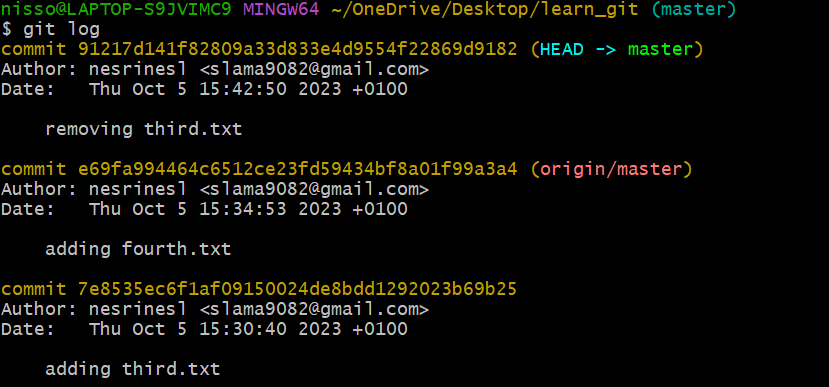 nisso@LAPTOP-S9JVIMC9 MINGW64 ~/OneDrive/Desktop/learn_git (master)
$ git log
commit 91217d141f82809a33d833e4d9554f22869d9182 (HEAD -> master)
Author: nesrinesl <slama9082@gmail.com>
Date:   Thu Oct 5 15:42:50 2023 +0100
    removing third.txt
commit e69fa994464c6512ce23fd59434bf8a01f99a3a4 (origin/master)
Author: nesrinesl <slama9082@gmail.com>
Date:   Thu Oct 5 15:34:53 2023 +0100
    adding fourth.txt
commit 7e8535ec6f1af09150024de8bdd1292023b69b25
Author: nesrinesl <slama9082@gmail.com>
Date:   Thu Oct 5 15:30:40 2023 +0100
    adding third.txt